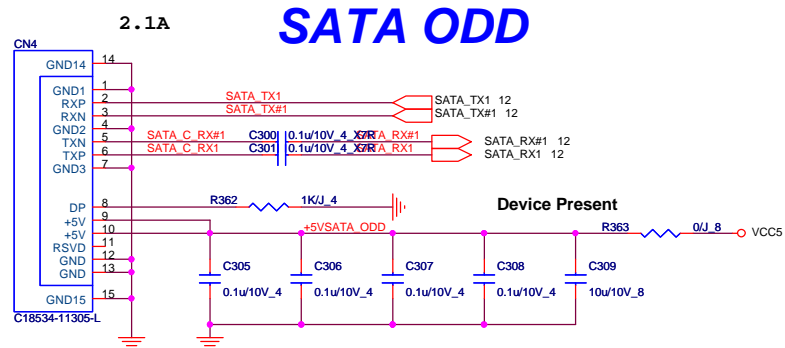 SATA ODD
2.1A
CN4
GND14 14
GND1 1
RXP 2 SATA_TX1 SATA_TX1 12
RXN 3 SATA_TX#1 SATA_TX#1 12
GND2 4
TXN 5 SATA_C_RX#1 C300 0.1u/10V_4_X7R SATA_RX#1 SATA_RX#1 12
TXP 6 SATA_C_RX1 C301 0.1u/10V_4_X7R SATA_RX1 SATA_RX1 12
GND3 7
DP 8 R362 1K/J_4 Device Present
+5V 9
+5V 10 +5VSATA_ODD R363 0/J_8 VCC5
RSVD 11
GND 12
GND 13
C305 C306 C307 C308 C309
0.1u/10V_4 0.1u/10V_4 0.1u/10V_4 0.1u/10V_4 10u/10V_8
GND15 15
C18534-11305-L